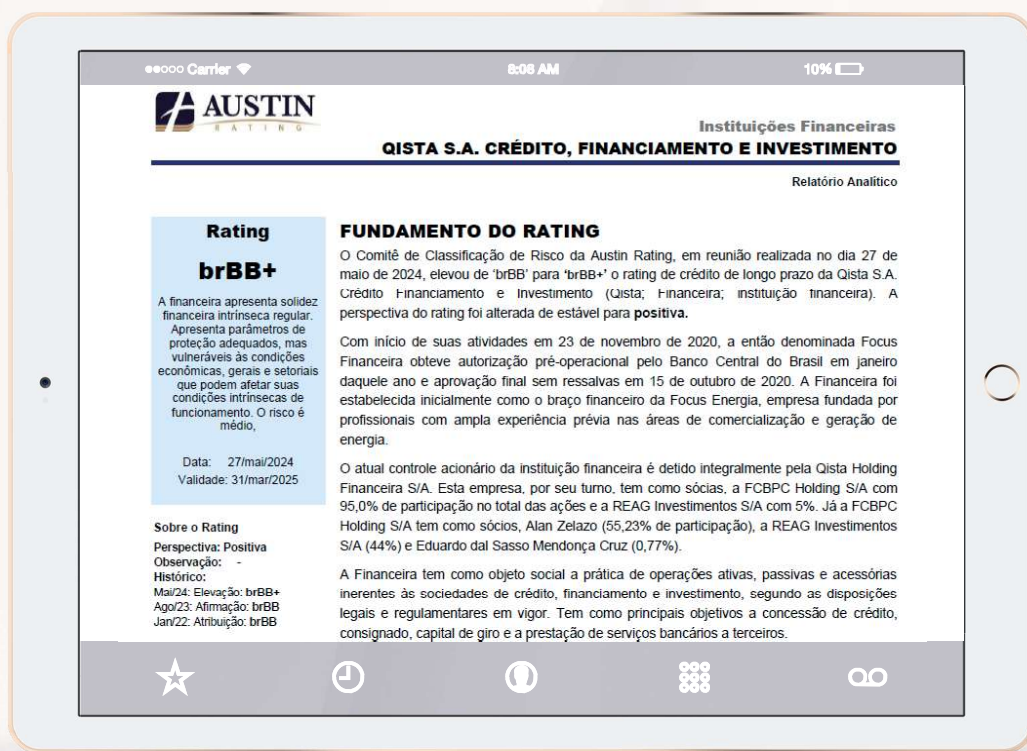 ●●○○○ Carrier 8:08 AM 10%
AUSTIN
RATING
Instituições Financeiras
QISTA S.A. CRÉDITO, FINANCIAMENTO E INVESTIMENTO
Relatório Analítico
Rating
brBB+
A financeira apresenta solidez
financeira intrínseca regular.
Apresenta parâmetros de
proteção adequados, mas
vulneráveis às condições
econômicas, gerais e setoriais
que podem afetar suas
condições intrínsecas de
funcionamento. O risco é
médio,
Data: 27/mai/2024
Validade: 31/mar/2025
Sobre o Rating
Perspectiva: Positiva
Observação: -
Histórico:
Mai/24: Elevação: brBB+
Ago/23: Afirmação: brBB
Jan/22: Atribuição: brBB
FUNDAMENTO DO RATING
O Comitê de Classificação de Risco da Austin Rating, em reunião realizada no dia 27 de
maio de 2024, elevou de 'brBB' para 'brBB+' o rating de crédito de longo prazo da Qista S.A.
Crédito Financiamento e Investimento (Qista; Financeira; instituição financeira). A
perspectiva do rating foi alterada de estável para positiva.
Com início de suas atividades em 23 de novembro de 2020, a então denominada Focus
Financeira obteve autorização pré-operacional pelo Banco Central do Brasil em janeiro
daquele ano e aprovação final sem ressalvas em 15 de outubro de 2020. A Financeira foi
estabelecida inicialmente como o braço financeiro da Focus Energia, empresa fundada por
profissionais com ampla experiência prévia nas áreas de comercialização e geração de
energia.
O atual controle acionário da instituição financeira é detido integralmente pela Qista Holding
Financeira S/A. Esta empresa, por seu turno, tem como sócias, a FCBPC Holding S/A com
95,0% de participação no total das ações e a REAG Investimentos S/A com 5%. Já a FCBPC
Holding S/A tem como sócios, Alan Zelazo (55,23% de participação), a REAG Investimentos
S/A (44%) e Eduardo dal Sasso Mendonça Cruz (0,77%).
A Financeira tem como objeto social a prática de operações ativas, passivas e acessórias
inerentes às sociedades de crédito, financiamento e investimento, segundo as disposições
legais e regulamentares em vigor. Tem como principais objetivos a concessão de crédito,
consignado, capital de giro e a prestação de serviços bancários a terceiros.